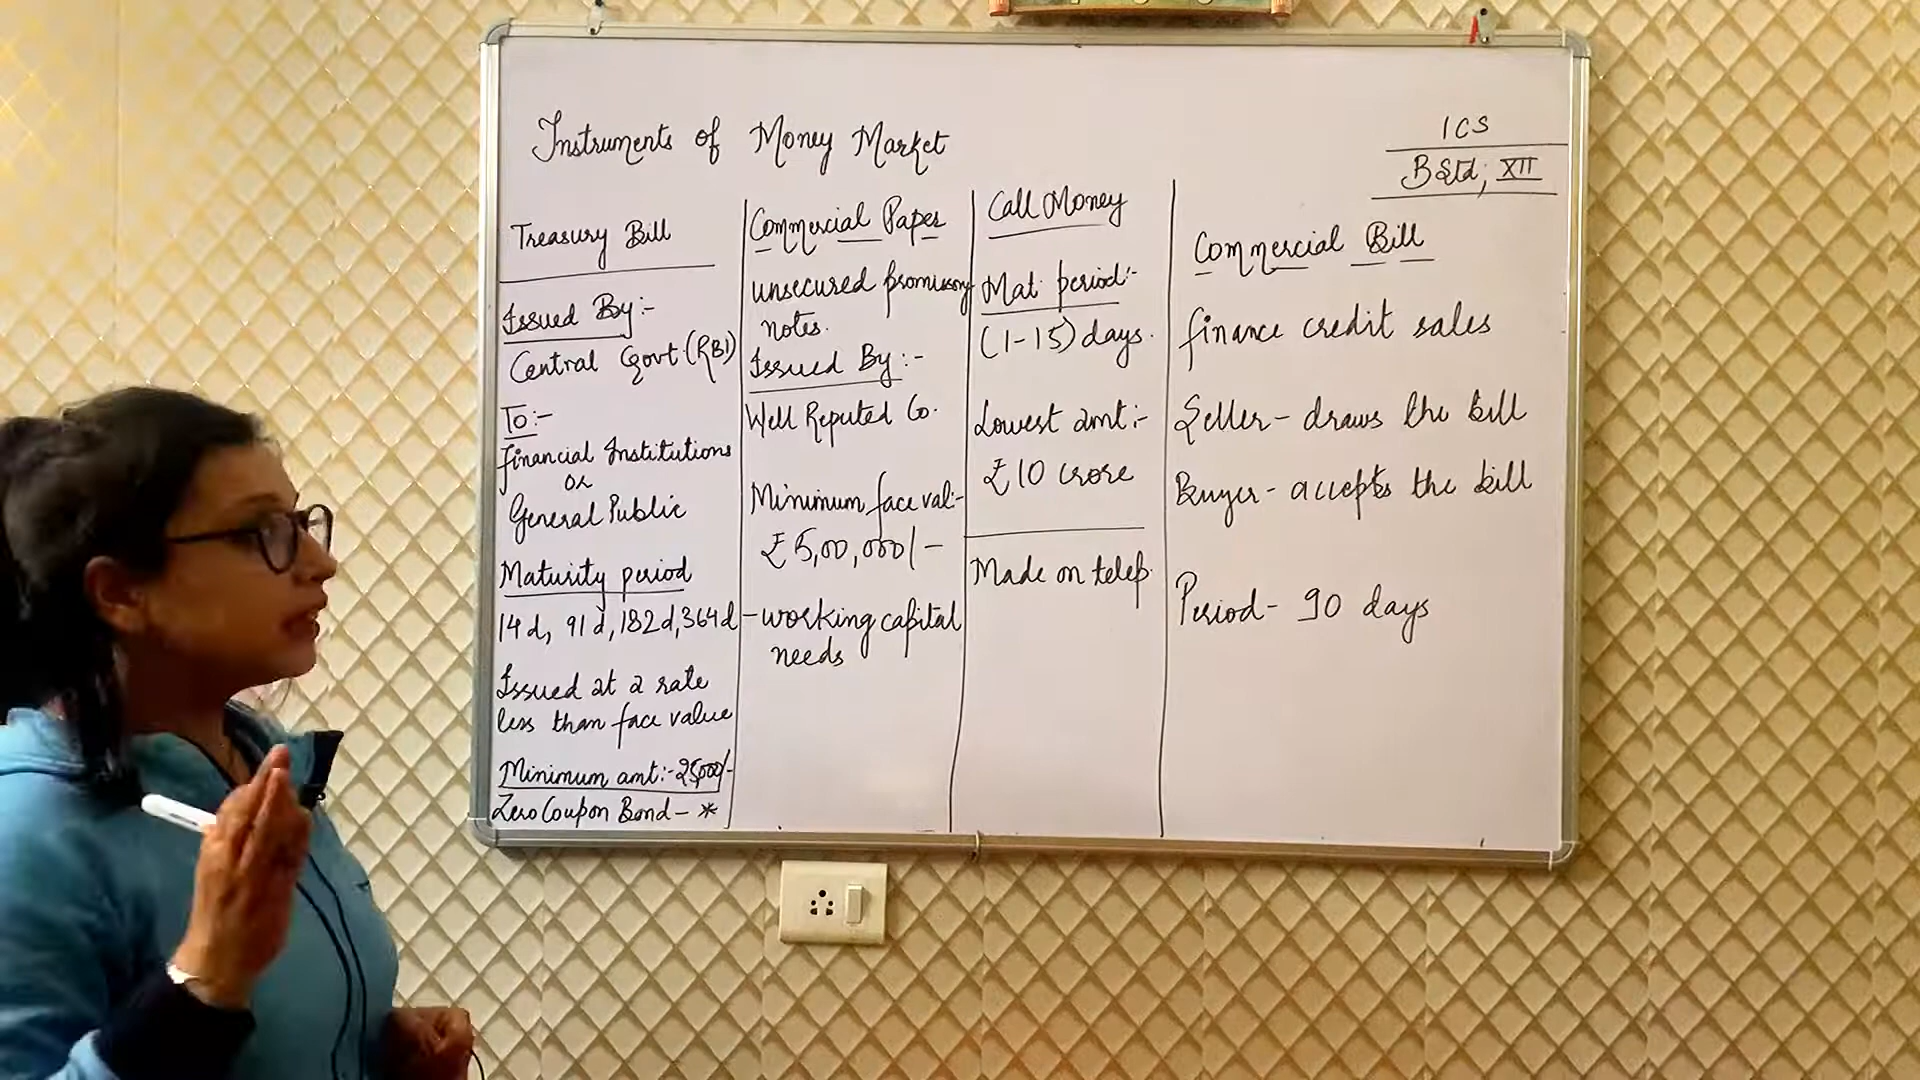 Instruments of Money Market
ICS
B Std; XII
Treasury Bill
Issued By:-
Central Govt. (RBI)
To:-
Financial Institutions
or
General Public
Maturity period
14d, 91d, 182d, 364d
Issued at a rate
less than face value
Minimum amt:- 25000/-
Zero Coupon Bond - *
Commercial Paper
unsecured promissory
notes.
Issued By:-
Well Reputed Co.
Minimum face val:-
₹ 5,00,000/-
- working capital
needs
Call Money
Mat. period:-
(1-15) days.
Lowest amt:-
₹ 10 crore
Made on telep.
Commercial Bill
finance credit sales
Seller - draws the bill
Buyer - accepts the bill
Period - 90 days